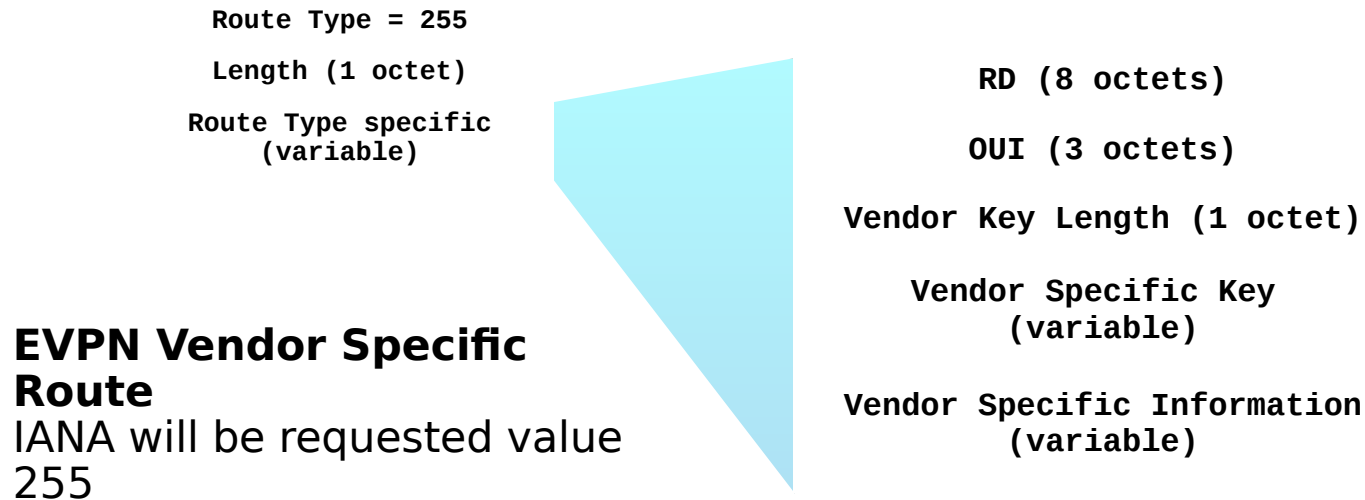 Route Type = 255
Length (1 octet)
Route Type specific
(variable)
RD (8 octets)
OUI (3 octets)
Vendor Key Length (1 octet)
Vendor Specific Key
(variable)
Vendor Specific Information
(variable)
EVPN Vendor Specific
Route
IANA will be requested value
255